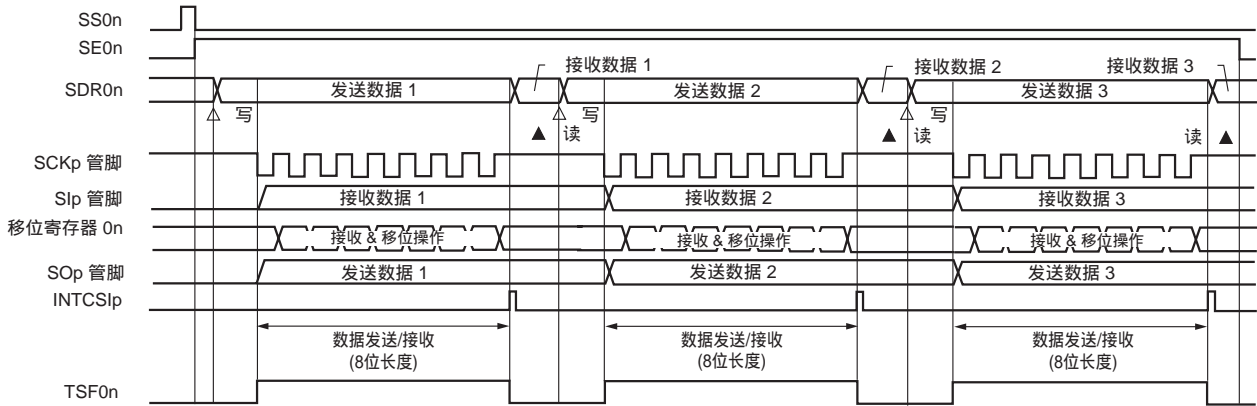 SS0n
SE0n
接收数据 1
接收数据 2
接收数据 3
SDR0n
发送数据 1
发送数据 2
发送数据 3
写
读
写
读
写
读
SCKp 管脚
SIp 管脚
接收数据 1
接收数据 2
接收数据 3
移位寄存器 0n
接收 & 移位操作
接收 & 移位操作
接收 & 移位操作
SOp 管脚
发送数据 1
发送数据 2
发送数据 3
INTCSIp
数据发送/接收
(8位长度)
数据发送/接收
(8位长度)
数据发送/接收
(8位长度)
TSF0n